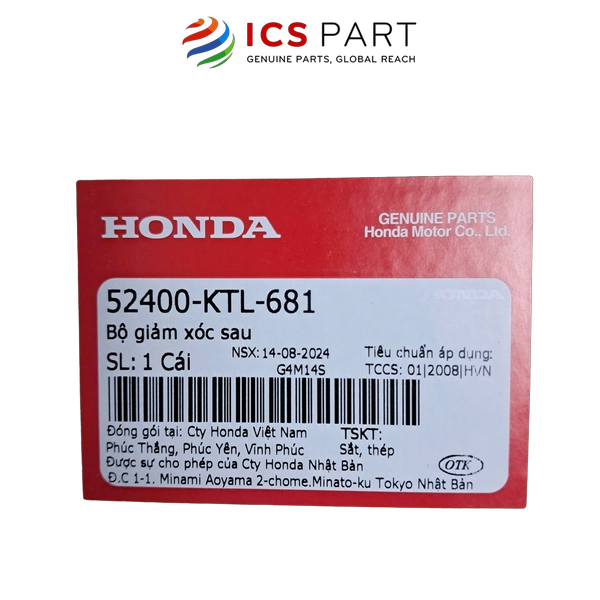 ICS PART
GENUINE PARTS, GLOBAL REACH
HONDA
GENUINE PARTS
Honda Motor Co., Ltd.
52400-KTL-681
Bộ giảm xóc sau
SL: 1 Cái
NSX: 14-08-2024
G4M14S
Tiêu chuẩn áp dụng:
TCCS: 01|2008|HVN
Đóng gói tại: Cty Honda Việt Nam
TSKT:
Phúc Thắng, Phúc Yên, Vĩnh Phúc
Sắt, thép
Được sự cho phép của Cty Honda Nhật Bản
OTK
Đ.C 1-1. Minami Aoyama 2-chome.Minato-ku Tokyo Nhật Bản